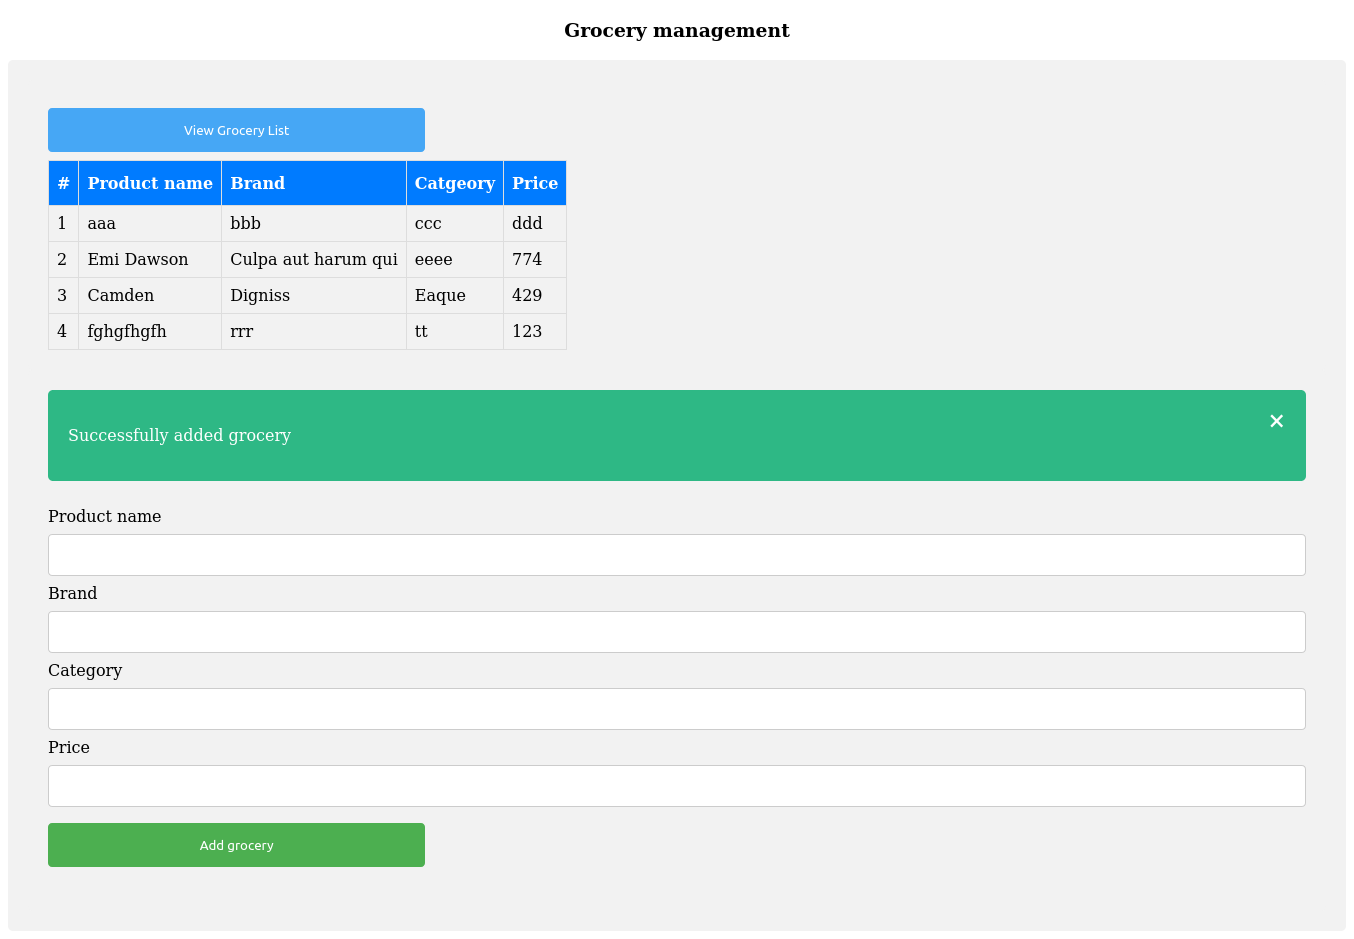 Grocery management
View Grocery List
# Product name Brand Catgeory Price
1 aaa bbb ccc ddd
2 Emi Dawson Culpa aut harum qui eeee 774
3 Camden Digniss Eaque 429
4 fghgfhgfh rrr tt 123
Successfully added grocery ×
Product name
Brand
Category
Price
Add grocery